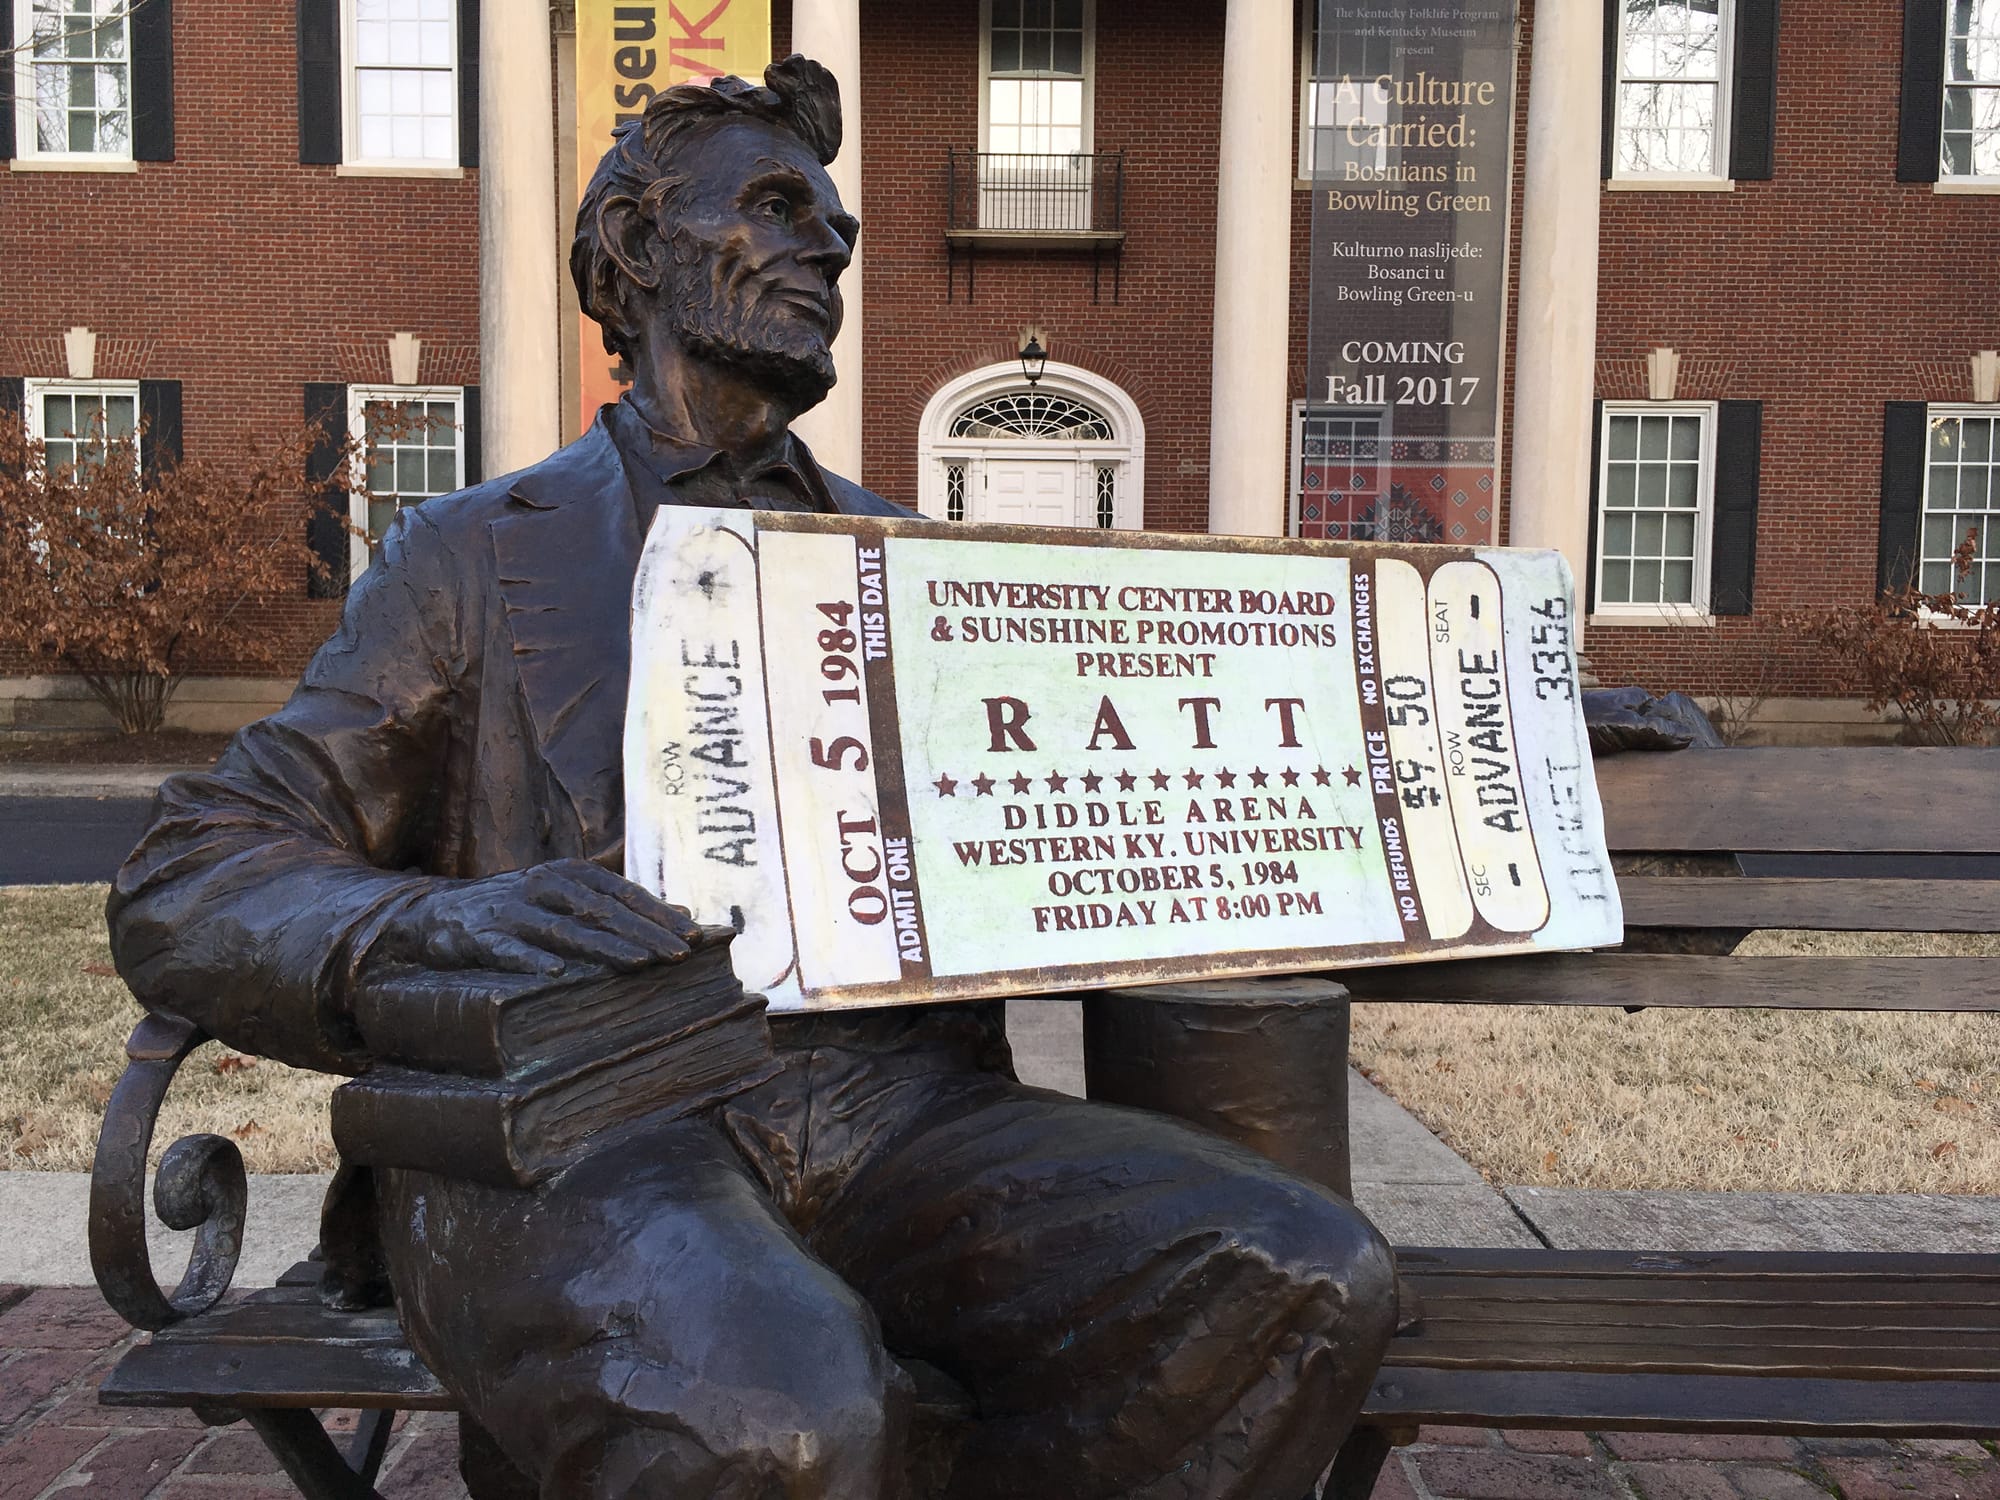 The Kentucky Folklife Program
and Kentucky Museum
present
A Culture
Carried:
Bosnians in
Bowling Green
Kulturno naslijeđe:
Bosanci u
Bowling Green-u
COMING
Fall 2017
ROW
ADVANCE
OCT 5 1984
ADMIT ONE THIS DATE
UNIVERSITY CENTER BOARD
& SUNSHINE PROMOTIONS
PRESENT
RATT
DIDDLE ARENA
WESTERN KY. UNIVERSITY
OCTOBER 5, 1984
FRIDAY AT 8:00 PM
NO REFUNDS PRICE NO EXCHANGES
$9.50
SEC ROW SEAT
- ADVANCE -
TICKET 3356